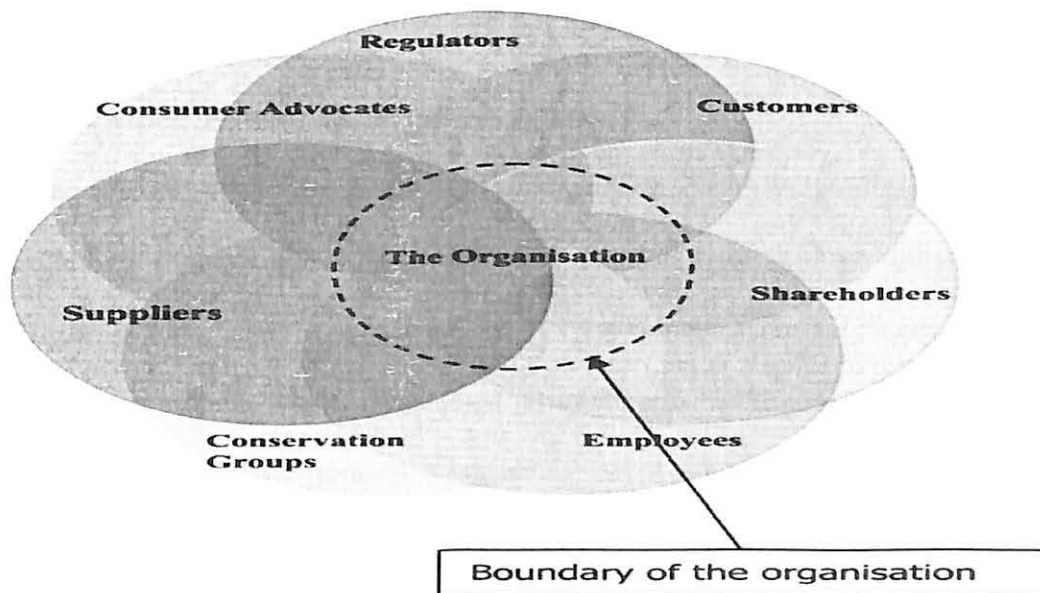 Regulators
Consumer Advocates
Customers
The Organisation
Shareholders
Suppliers
Conservation
Groups
Employees
Boundary of the organisation